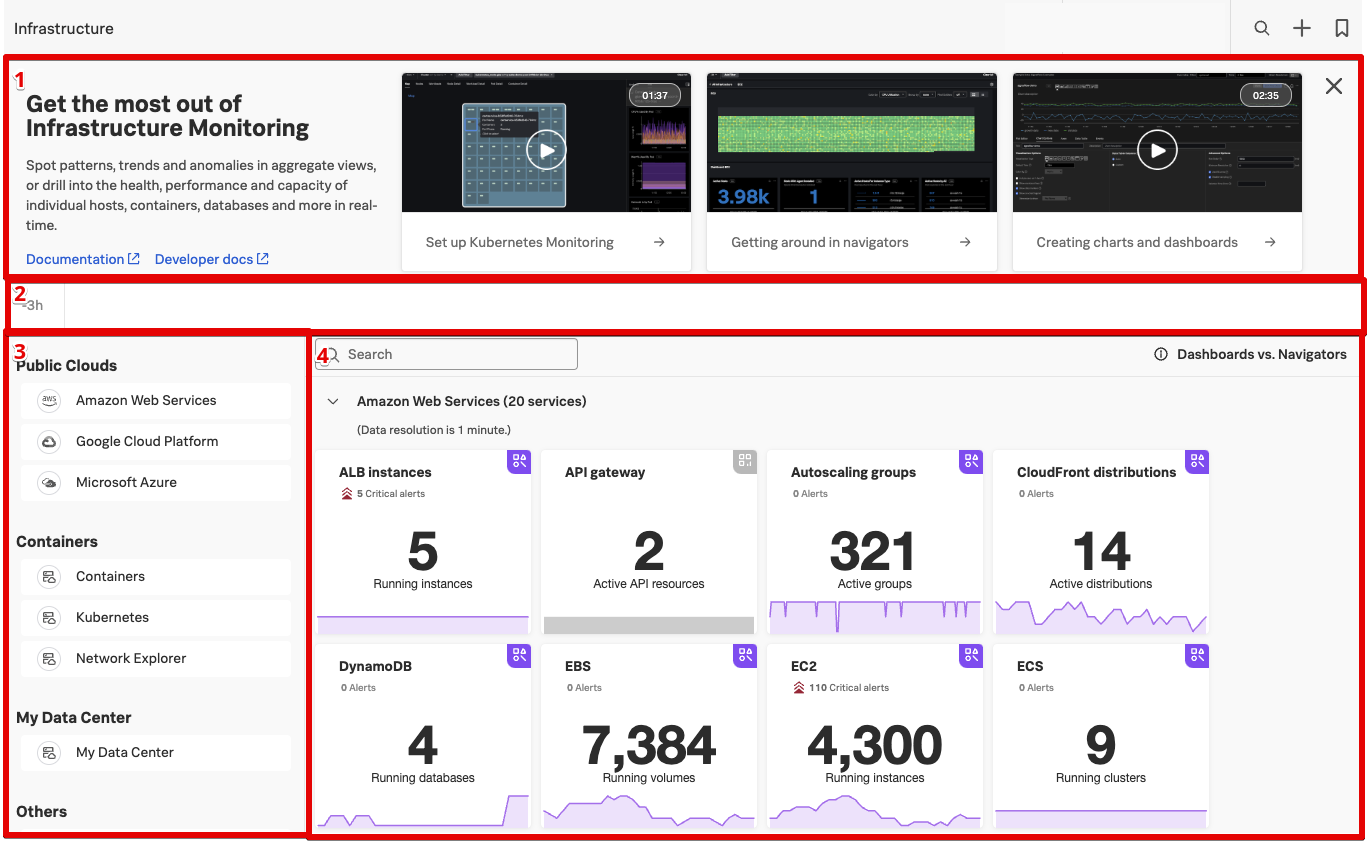 Infrastructure
1
Get the most out of
Infrastructure Monitoring
Spot patterns, trends and anomalies in aggregate views,
or drill into the health, performance and capacity of
individual hosts, containers, databases and more in real-
time.
Documentation
Developer docs
01:37
Set up Kubernetes Monitoring
3.98k
1
Getting around in navigators
02:35
Creating charts and dashboards
2
-3h
3
Public Clouds
aws
Amazon Web Services
Google Cloud Platform
Microsoft Azure
Containers
Containers
Kubernetes
Network Explorer
My Data Center
My Data Center
Others
4
Search
Dashboards vs. Navigators
Amazon Web Services (20 services)
(Data resolution is 1 minute.)
ALB instances
5 Critical alerts
5
Running instances
API gateway
2
Active API resources
Autoscaling groups
0 Alerts
321
Active groups
CloudFront distributions
0 Alerts
14
Active distributions
DynamoDB
0 Alerts
4
Running databases
EBS
0 Alerts
7,384
Running volumes
EC2
110 Critical alerts
4,300
Running instances
ECS
0 Alerts
9
Running clusters